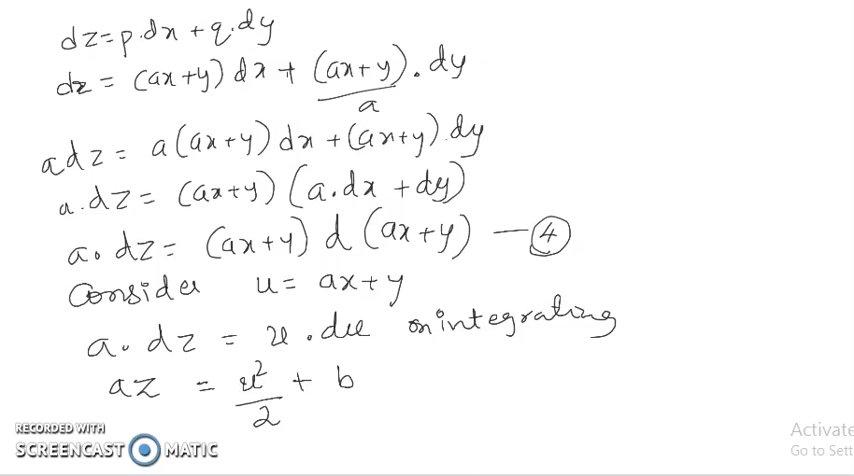 dz = p.dx + q.dy
dz = (ax+y) dx + (ax+y)/a . dy
adz = a(ax+y) dx + (ax+y) dy
a.dz = (ax+y) (a.dx + dy)
a. dz = (ax+y) d (ax+y) — ④
Consider u = ax+y
a. dz = u . du on integrating
az = u²/2 + b
RECORDED WITH
SCREENCAST MATIC
Activate
Go to Sett